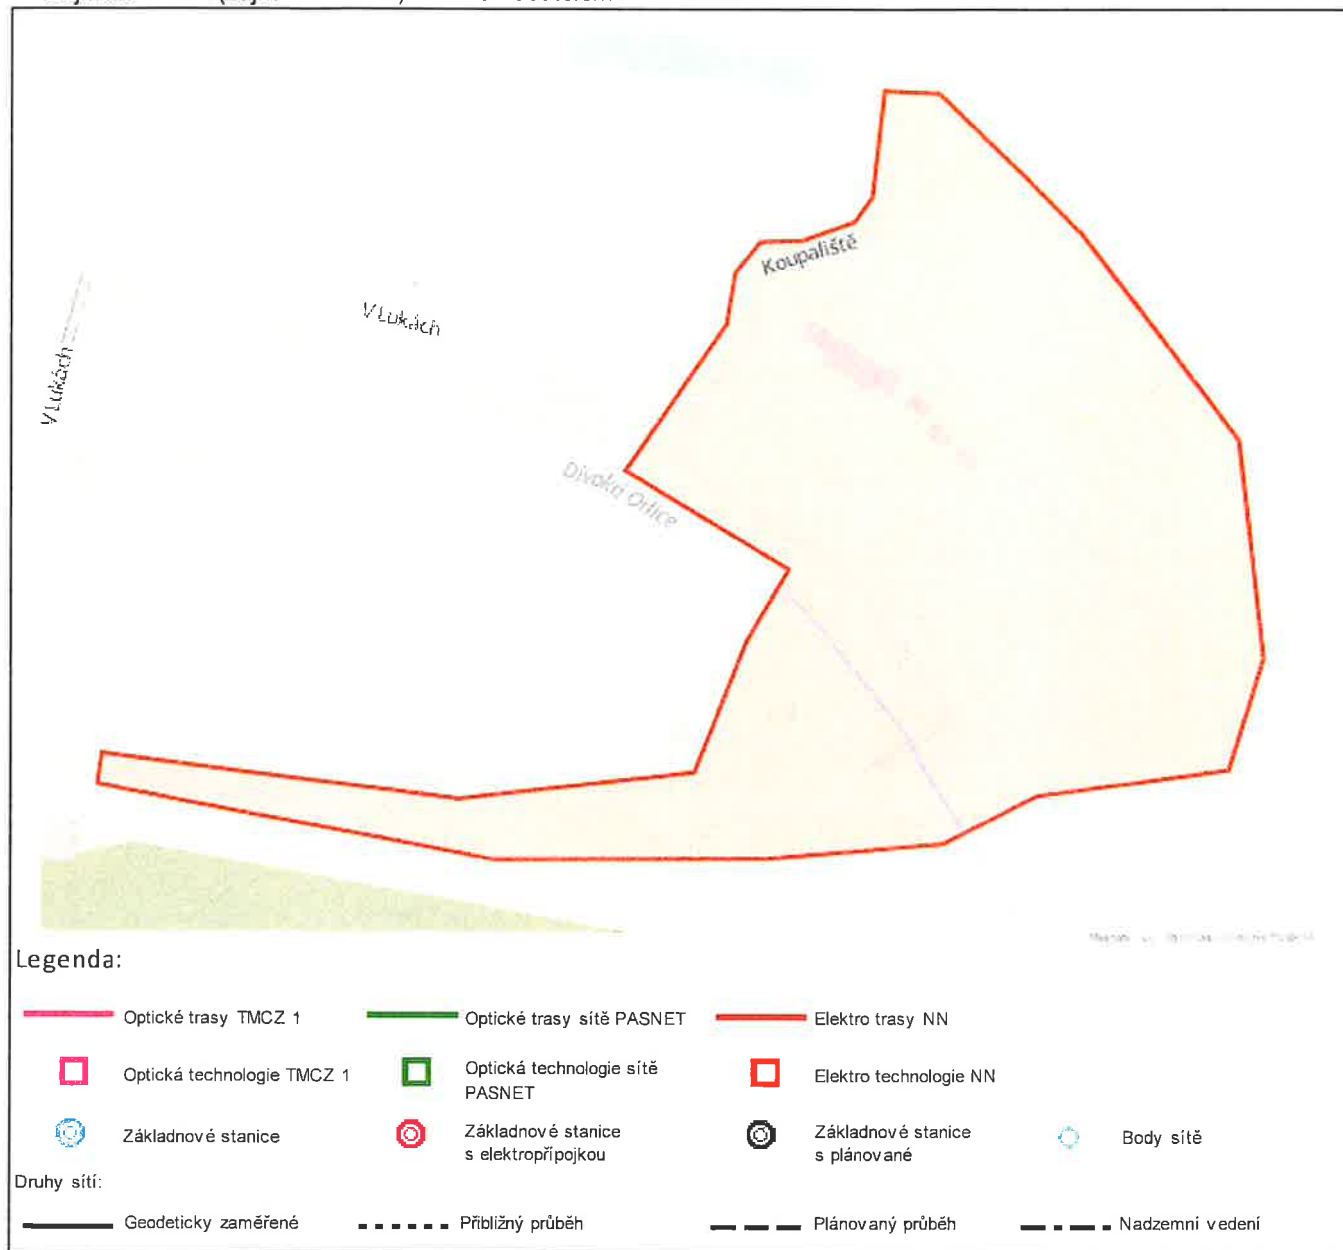 Koupaliště
V Lukách
V Lukách
Divoká Orlice
Legenda:
Optické trasy TMCZ 1
Optické trasy sítě PASNET
Elektro trasy NN
Optická technologie TMCZ 1
Optická technologie sítě
PASNET
Elektro technologie NN
Základnové stanice
Základnové stanice
s elektropřípojkou
Základnové stanice
s plánované
Body sítě
Druhy sítí:
Geodeticky zaměřené
Přibližný průběh
Plánovaný průběh
Nadzemní vedení